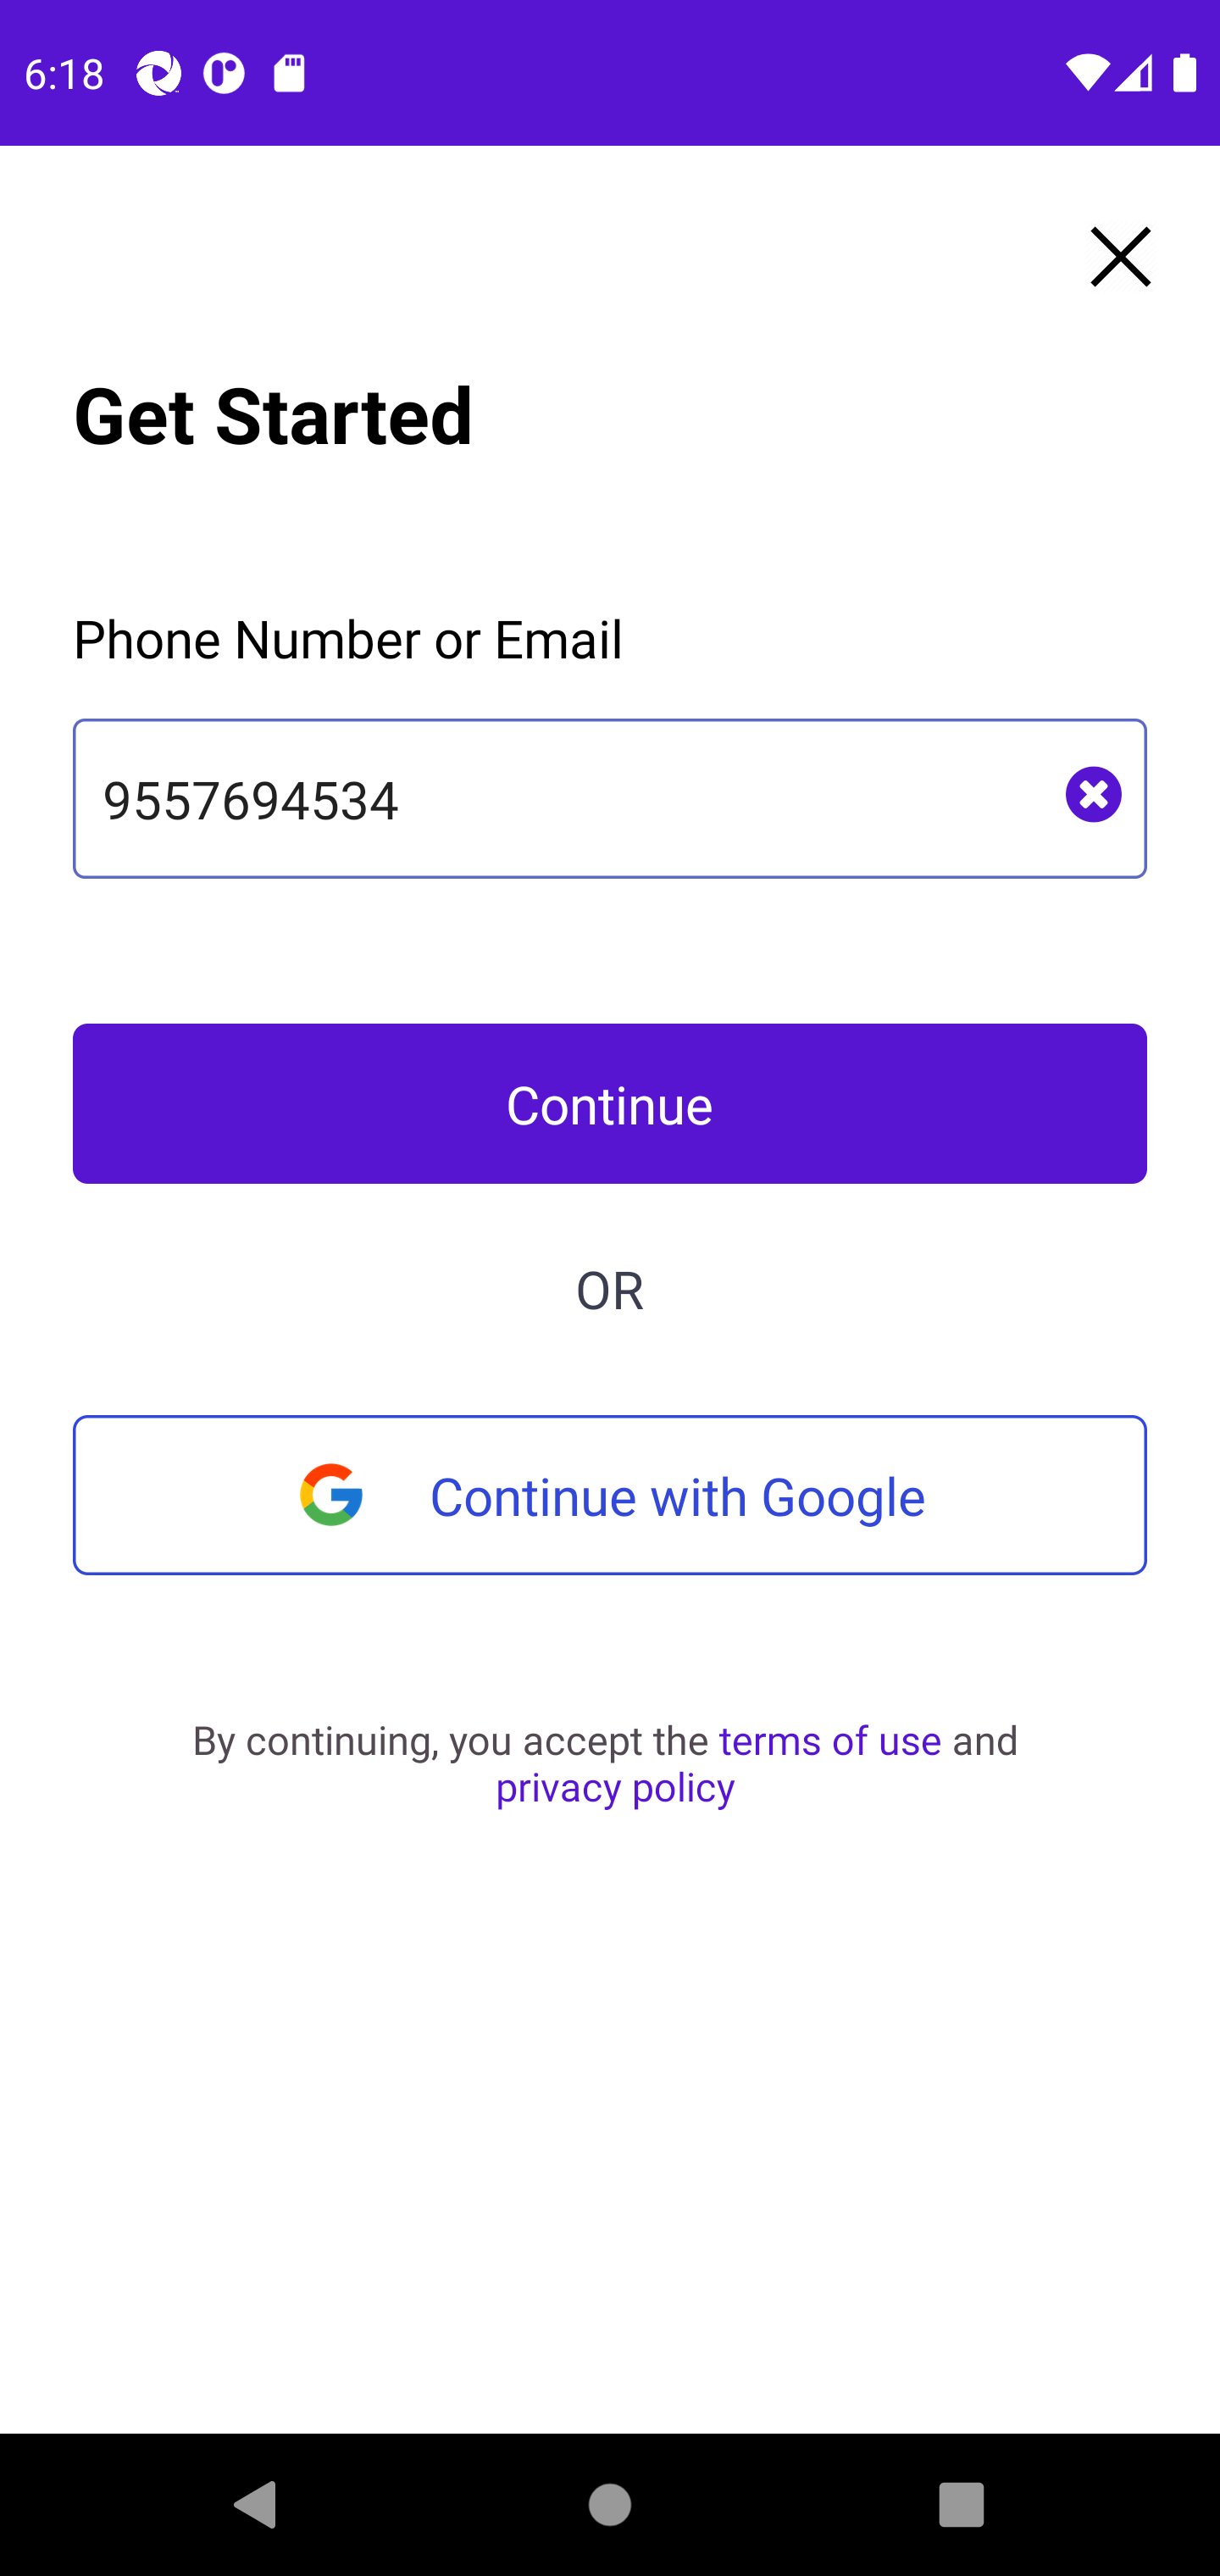 6:18
Get Started
Phone Number or Email
9557694534
Continue
OR
Continue with Google
By continuing, you accept the terms of use and
privacy policy